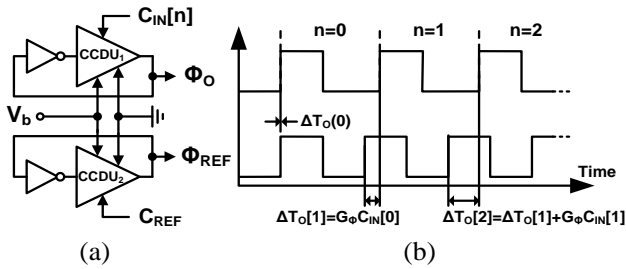 C_IN[n]
CCDU₁
Φ_O
V_b
Φ_REF
CCDU₂
C_REF
(a)
n=0 n=1 n=2
ΔT_O(0)
Time
ΔT_O[1]=G_ΦC_IN[0] ΔT_O[2]=ΔT_O[1]+G_ΦC_IN[1]
(b)